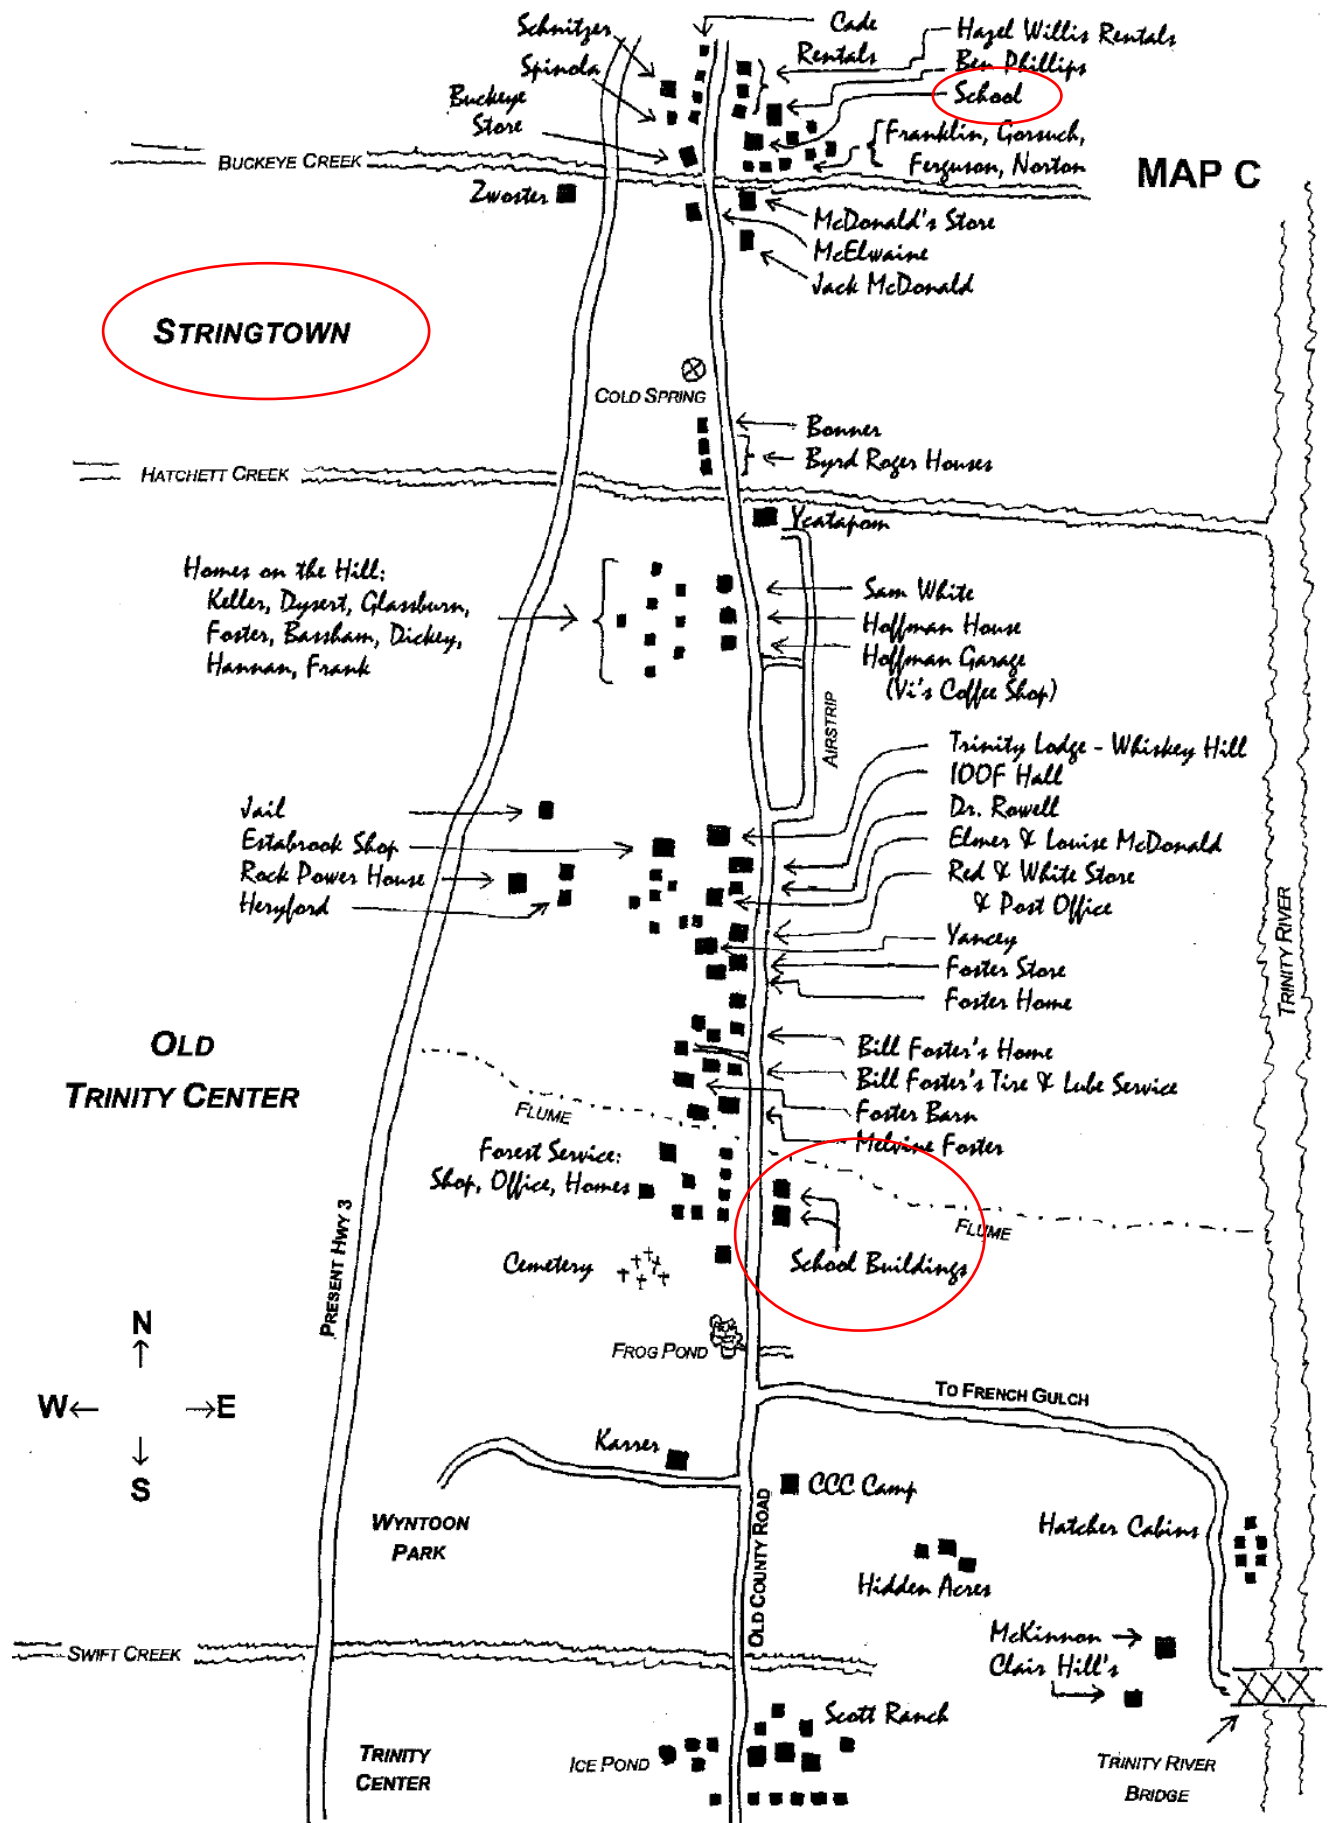 Schnitzer
Cade
Rentals
Hazel Willis Rentals
Spinola
Ben Phillips
Buckeye
Store
School
Franklin, Gorsuch,
Ferguson, Norton
BUCKEYE CREEK
MAP C
Zwoster
McDonald's Store
McElwaine
Jack McDonald
STRINGTOWN
COLD SPRING
Bonner
Byrd Roger Houses
HATCHETT CREEK
Ycatapom
Homes on the Hill:
Keller, Dysert, Glassburn,
Foster, Bassham, Dickey,
Hannan, Frank
Sam White
Hoffman House
Hoffman Garage
(Vi's Coffee Shop)
AIRSTRIP
Trinity Lodge - Whiskey Hill
IOOF Hall
Dr. Rowell
Elmer & Louise McDonald
Red & White Store
& Post Office
Yancey
Foster Store
Foster Home
Jail
Estabrook Shop
Rock Power House
Heryford
TRINITY RIVER
OLD
TRINITY CENTER
Bill Foster's Home
Bill Foster's Tire & Lube Service
Foster Barn
Melvine Foster
FLUME
Forest Service:
Shop, Office, Homes
FLUME
School Buildings
Cemetery
PRESENT HWY 3
FROG POND
N
W
E
S
TO FRENCH GULCH
Karrer
CCC Camp
WYNTOON
PARK
OLD COUNTY ROAD
Hatcher Cabins
Hidden Acres
McKinnon
Clair Hill's
SWIFT CREEK
Scott Ranch
TRINITY
CENTER
ICE POND
TRINITY RIVER
BRIDGE